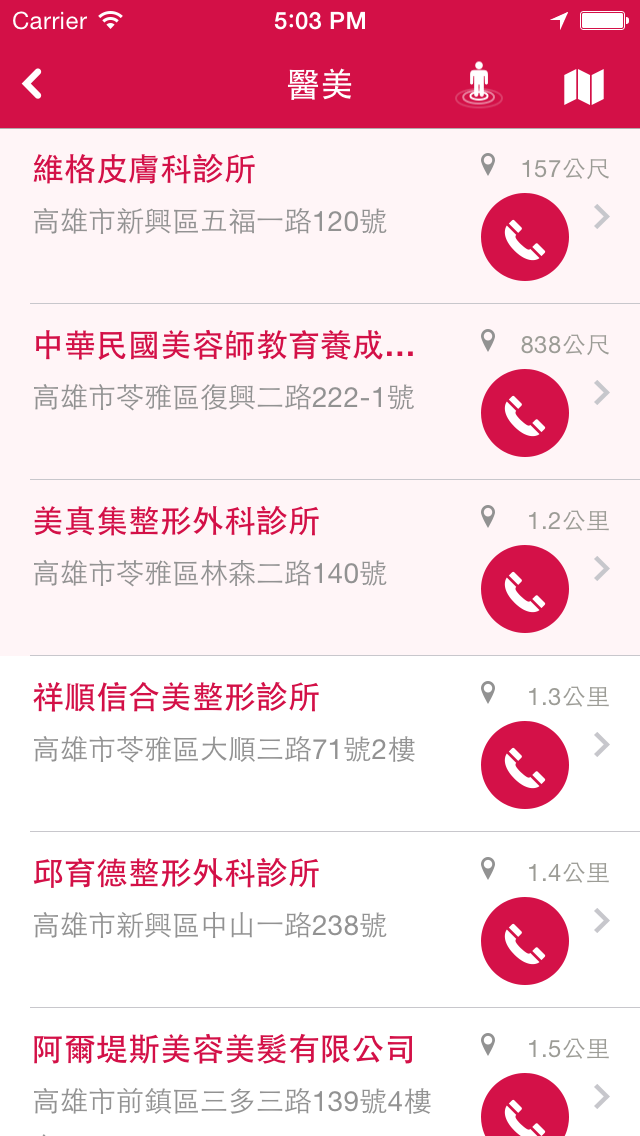 Carrier 5:03 PM
醫美
維格皮膚科診所 157公尺
高雄市新興區五福一路120號
中華民國美容師教育養成... 838公尺
高雄市苓雅區復興二路222-1號
美真集整形外科診所 1.2公里
高雄市苓雅區林森二路140號
祥順信合美整形診所 1.3公里
高雄市苓雅區大順三路71號2樓
邱育德整形外科診所 1.4公里
高雄市新興區中山一路238號
阿爾堤斯美容美髮有限公司 1.5公里
高雄市前鎮區三多三路139號4樓